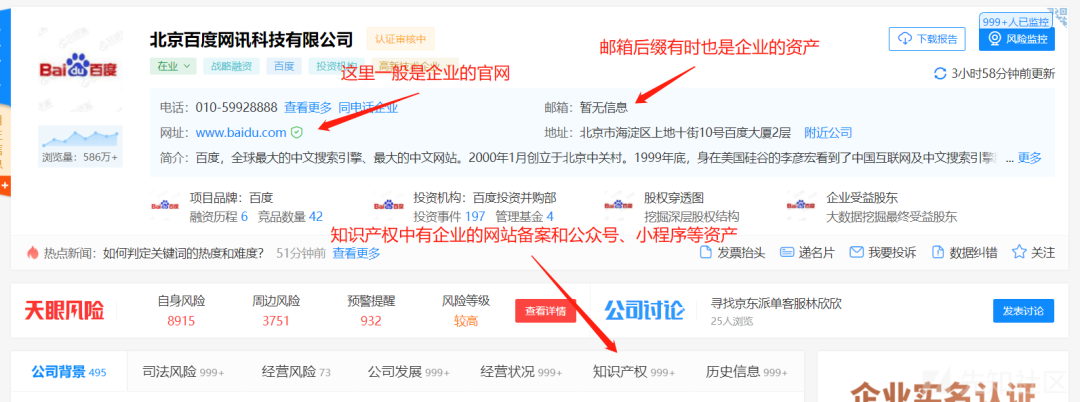 999+人已监控
北京百度网讯科技有限公司 认证审核中
邮箱后缀有时也是企业的资产
下载报告 风险监控
Bai百度
在业 战略融资 百度 投资机构 高新技术企业
这里一般是企业的官网
3小时58分钟前更新
电话：010-59928888 查看更多 同电话企业 邮箱：暂无信息
网址：www.baidu.com 地址：北京市海淀区上地十街10号百度大厦2层 附近公司
浏览量：586万+
简介：百度，全球最大的中文搜索引擎、最大的中文网站。2000年1月创立于北京中关村。1999年底，身在美国硅谷的李彦宏看到了中国互联网及中文搜索引擎 ... 更多
Bai百度 项目品牌：百度 Bai百度 投资机构：百度投资并购部 Bai百度 股权穿透图 Bai百度 企业受益股东
融资历程 6 竞品数量 42 投资事件 197 管理基金 4 挖掘深层股权结构 大数据挖掘最终受益股东
知识产权中有企业的网站备案和公众号、小程序等资产
热点新闻：如何判定关键词的热度和难度？ 51分钟前 查看更多 发票抬头 递名片 我要投诉 数据纠错 关注
天眼风险 自身风险 周边风险 预警提醒 风险等级 查看详情 公司讨论 寻找京东派单客服林欣欣 发表讨论
8915 3751 932 较高 25人浏览
公司背景 495 司法风险 999+ 经营风险 73 公司发展 999+ 经营状况 999+ 知识产权 999+ 历史信息 999+
企业实名认证
先知社区